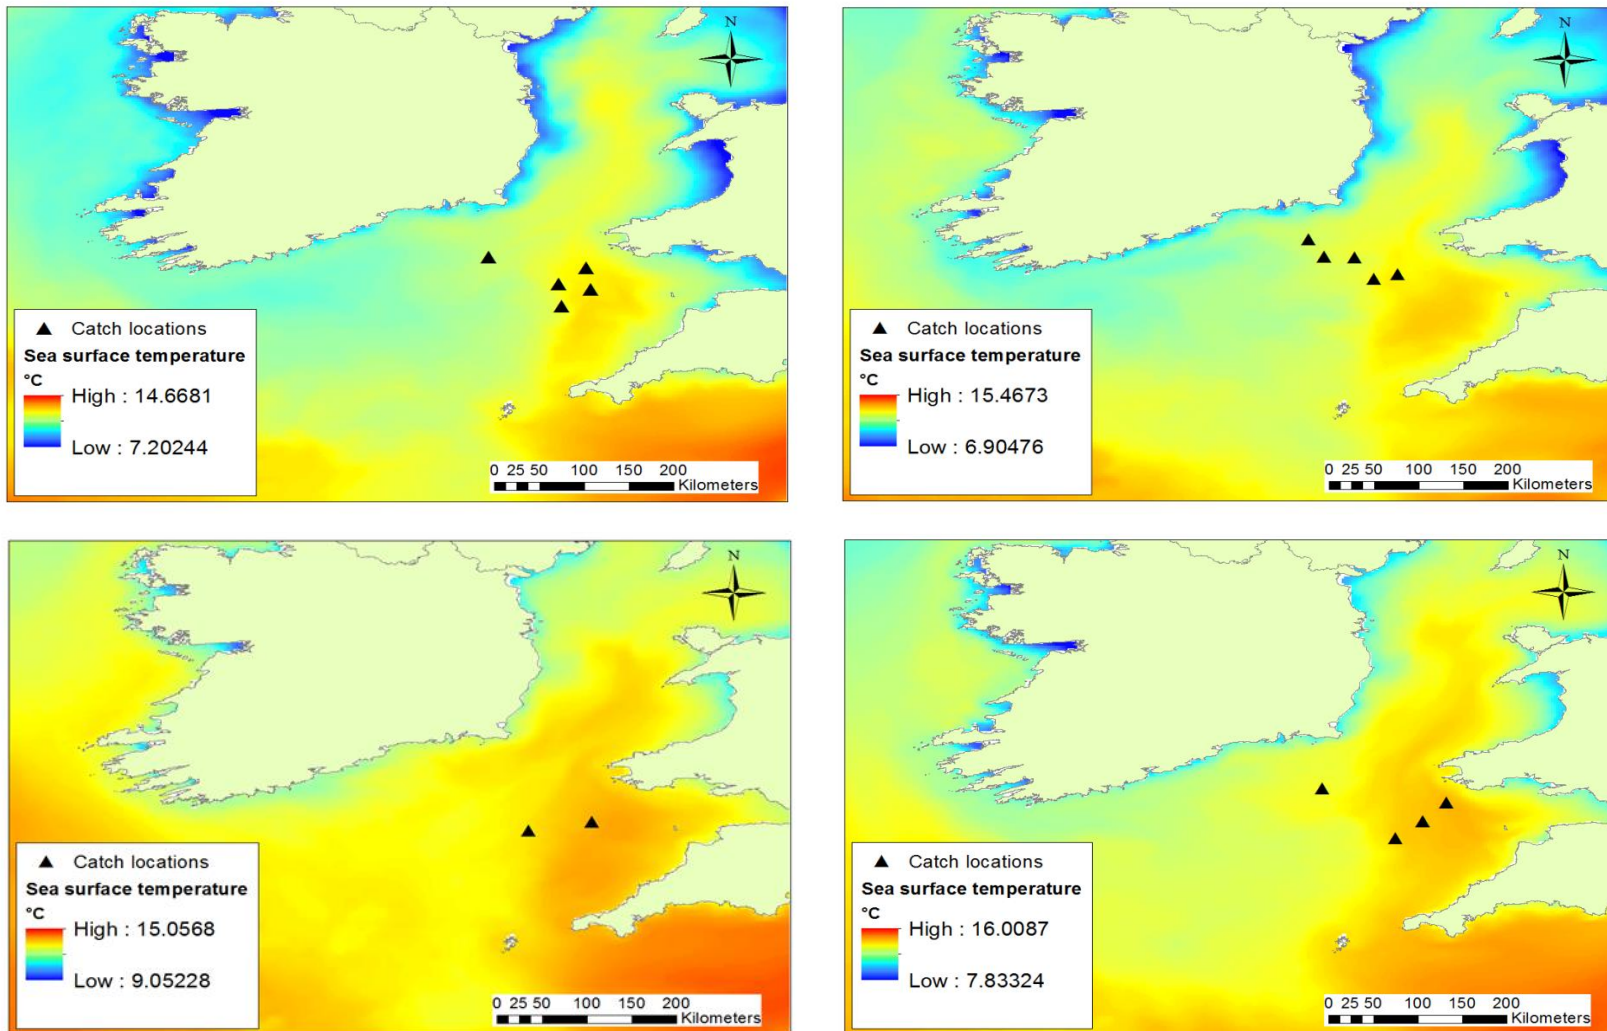 N
▲ Catch locations
Sea surface temperature
°C
High : 14.6681
Low : 7.20244
0 25 50 100 150 200
Kilometers
N
▲ Catch locations
Sea surface temperature
°C
High : 15.4673
Low : 6.90476
0 25 50 100 150 200
Kilometers
N
▲ Catch locations
Sea surface temperature
°C
High : 15.0568
Low : 9.05228
0 25 50 100 150 200
Kilometers
N
▲ Catch locations
Sea surface temperature
°C
High : 16.0087
Low : 7.83324
0 25 50 100 150 200
Kilometers